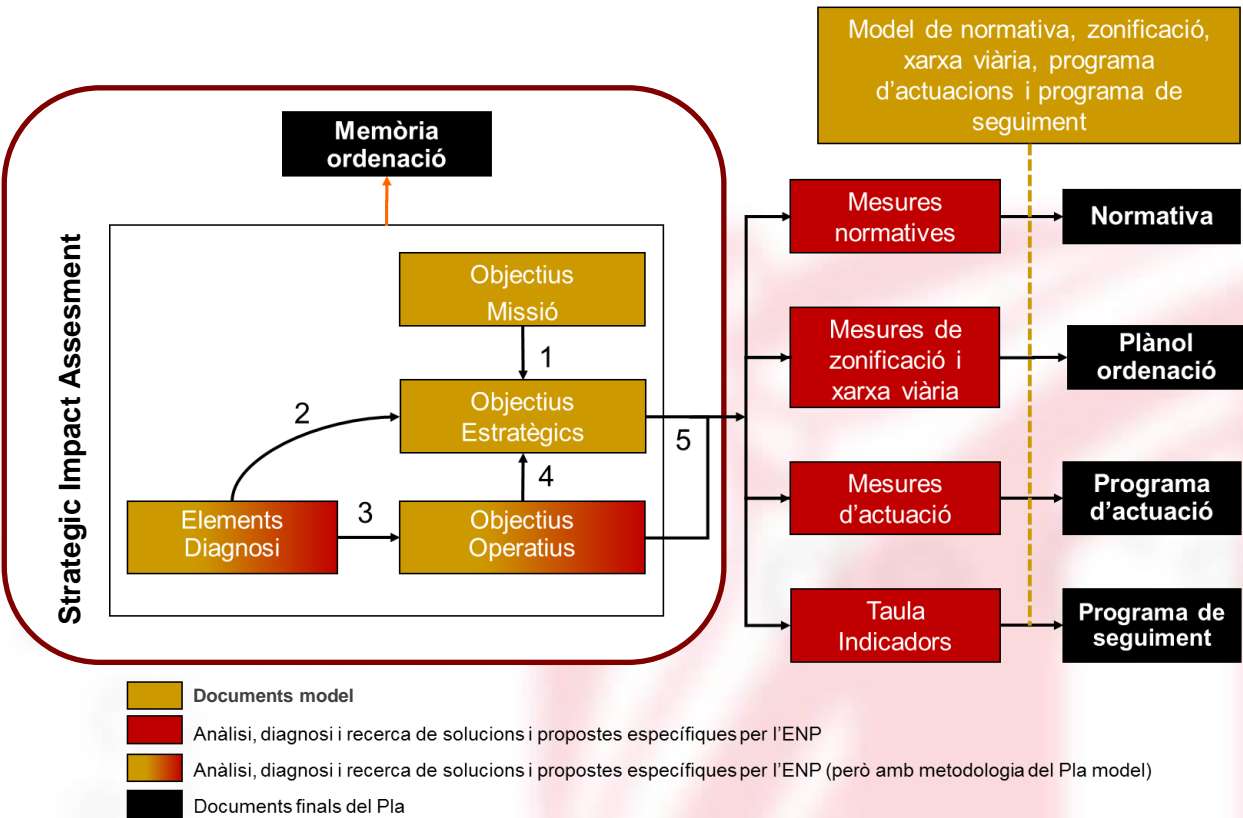 Model de normativa, zonificació,
xarxa viària, programa
d'actuacions i programa de
seguiment
Memòria
ordenació
Strategic Impact Assesment
Objectius
Missió
1
2
Objectius
Estratègics
5
4
3
Elements
Diagnosi
Objectius
Operatius
Mesures
normatives
Normativa
Mesures de
zonificació i
xarxa viària
Plànol
ordenació
Mesures
d'actuació
Programa
d'actuació
Taula
Indicadors
Programa de
seguiment
Documents model
Anàlisi, diagnosi i recerca de solucions i propostes específiques per l'ENP
Anàlisi, diagnosi i recerca de solucions i propostes específiques per l'ENP (però amb metodologia del Pla model)
Documents finals del Pla